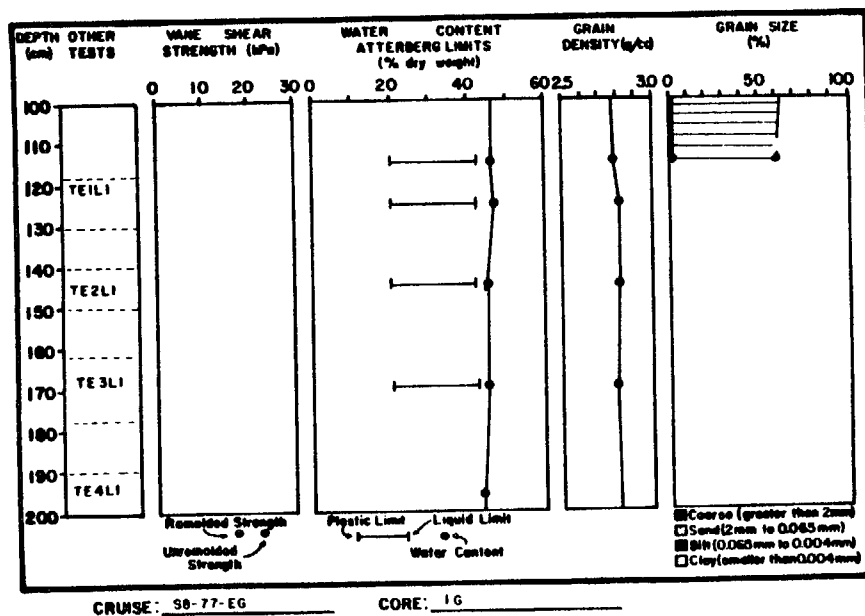 DEPTH (cm)
OTHER TESTS
VANE SHEAR STRENGTH (kPa)
WATER CONTENT
ATTERBERG LIMITS
(% dry weight)
GRAIN DENSITY (g/cc)
GRAIN SIZE (%)
0 10 20 30
0 20 40 60
2.5 3.0
0 50 100
100
110
120
130
140
150
160
170
180
190
200
TE1L1
TE2L1
TE3L1
TE4L1
Remolded Strength
Unremolded Strength
Plastic Limit
Liquid Limit
Water Content
Coarse (greater than 2mm)
Sand (2mm to 0.065mm)
Silt (0.065mm to 0.004mm)
Clay (smaller than 0.004mm)
CRUISE: S8-77-EG
CORE: 1G